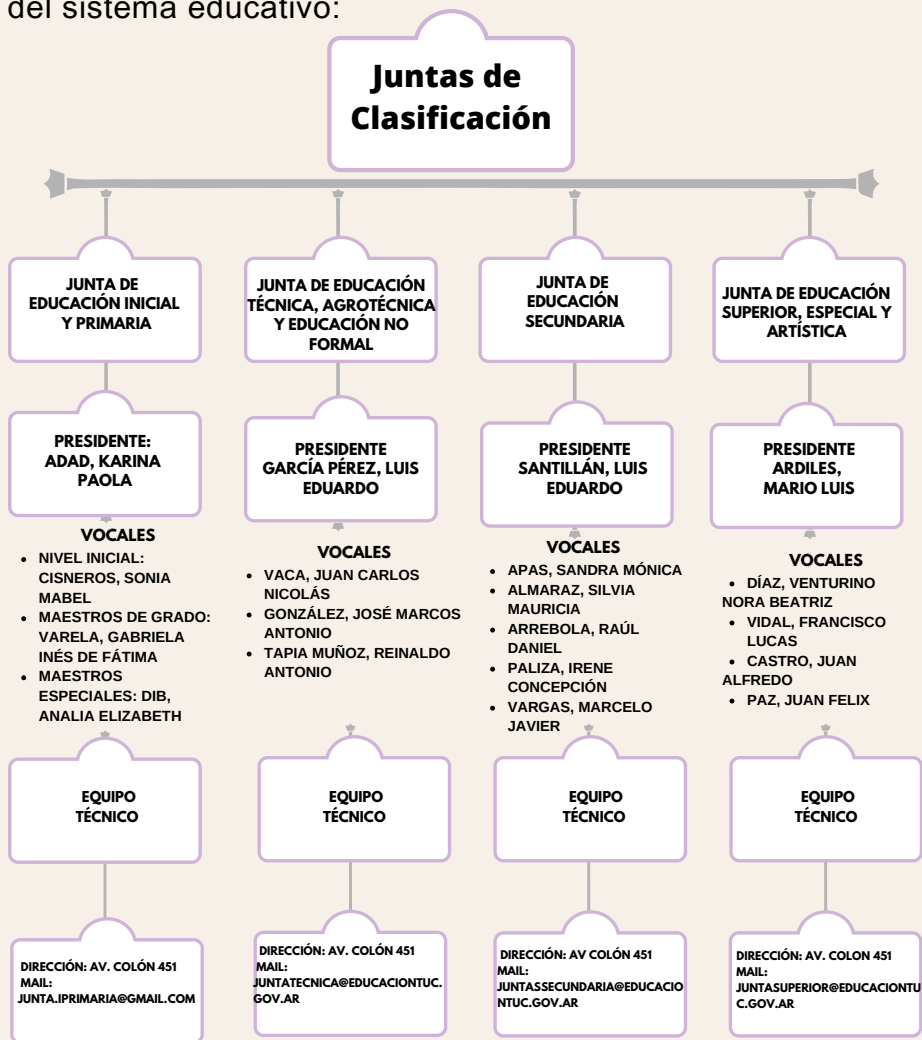 del sistema educativo:
Juntas de
Clasificación
JUNTA DE
EDUCACIÓN INICIAL
Y PRIMARIA
PRESIDENTE:
ADAD, KARINA
PAOLA
VOCALES
• NIVEL INICIAL:
CISNEROS, SONIA
MABEL
• MAESTROS DE GRADO:
VARELA, GABRIELA
INÉS DE FÁTIMA
• MAESTROS
ESPECIALES: DIB,
ANALIA ELIZABETH
EQUIPO
TÉCNICO
DIRECCIÓN: AV. COLÓN 451
MAIL:
JUNTA.IPRIMARIA@GMAIL.COM
JUNTA DE EDUCACIÓN
TÉCNICA, AGROTÉCNICA
Y EDUCACIÓN NO
FORMAL
PRESIDENTE
GARCÍA PÉREZ, LUIS
EDUARDO
VOCALES
• VACA, JUAN CARLOS
NICOLÁS
• GONZÁLEZ, JOSÉ MARCOS
ANTONIO
• TAPIA MUÑOZ, REINALDO
ANTONIO
EQUIPO
TÉCNICO
DIRECCIÓN: AV. COLÓN 451
MAIL:
JUNTATECNICA@EDUCACIONTUC.
GOV.AR
JUNTA DE
EDUCACIÓN
SECUNDARIA
PRESIDENTE
SANTILLÁN, LUIS
EDUARDO
VOCALES
• APAS, SANDRA MÓNICA
• ALMARAZ, SILVIA
MAURICIA
• ARREBOLA, RAÚL
DANIEL
• PALIZA, IRENE
CONCEPCIÓN
• VARGAS, MARCELO
JAVIER
EQUIPO
TÉCNICO
DIRECCIÓN: AV COLÓN 451
MAIL:
JUNTASSECUNDARIA@EDUCACIO
NTUC.GOV.AR
JUNTA DE EDUCACIÓN
SUPERIOR, ESPECIAL Y
ARTÍSTICA
PRESIDENTE
ARDILES,
MARIO LUIS
VOCALES
• DÍAZ, VENTURINO
NORA BEATRIZ
• VIDAL, FRANCISCO
LUCAS
• CASTRO, JUAN
ALFREDO
• PAZ, JUAN FELIX
EQUIPO
TÉCNICO
DIRECCIÓN: AV. COLÓN 451
MAIL:
JUNTASUPERIOR@EDUCACIONTU
C.GOV.AR